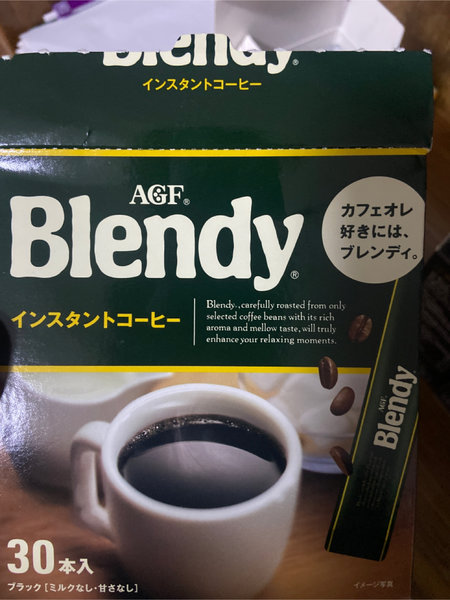 Blendy®
インスタントコーヒー
AGF®
Blendy®
カフェオレ
好きには、
ブレンディ。
インスタントコーヒー
Blendy®, carefully roasted from only
selected coffee beans with its rich
aroma and mellow taste, will truly
enhance your relaxing moments.
AGF®
Blendy
30本入
ブラック［ミルクなし・甘さなし］
イメージ写真